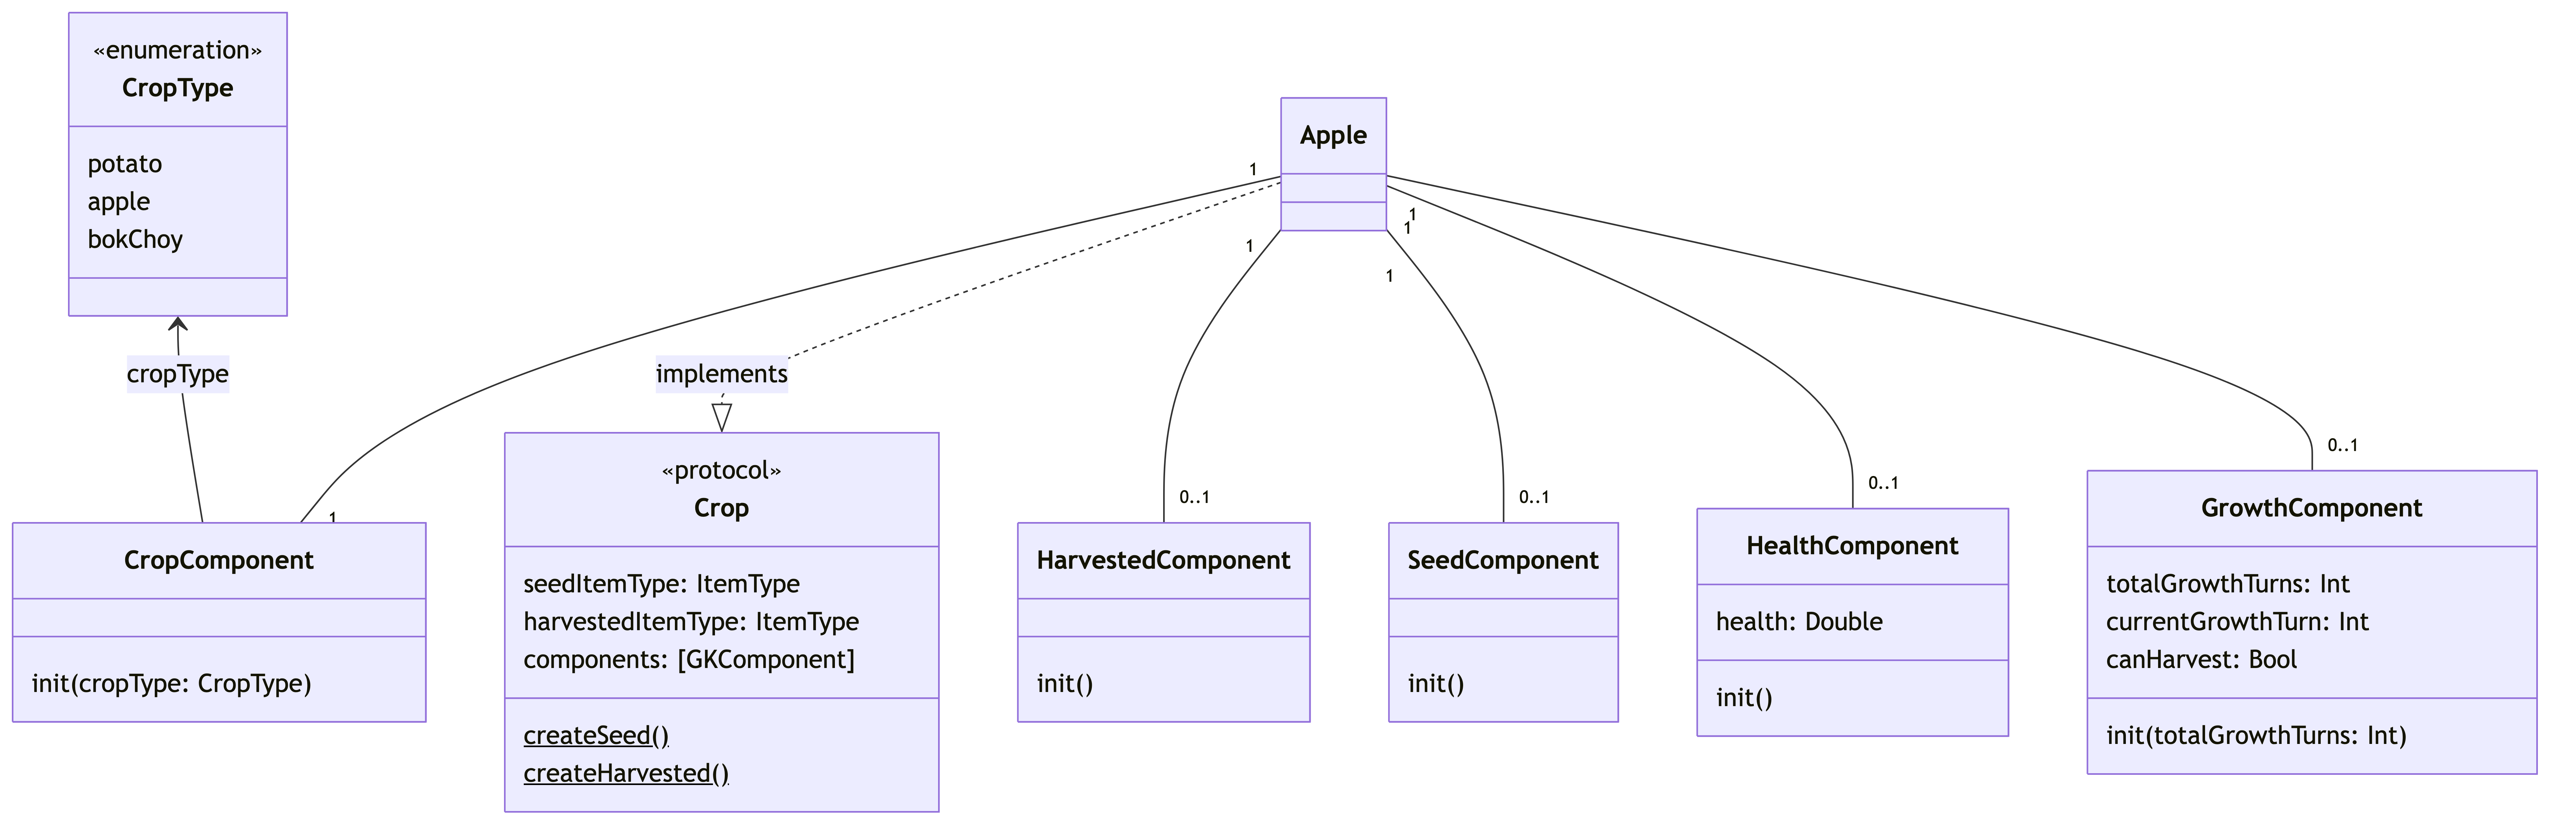 «enumeration»
CropType
potato
apple
bokChoy
cropType
Apple
1
1
1
1
1
implements
1
0..1
0..1
0..1
0..1
CropComponent
init(cropType: CropType)
«protocol»
Crop
seedItemType: ItemType
harvestedItemType: ItemType
components: [GKComponent]
createSeed()
createHarvested()
HarvestedComponent
init()
SeedComponent
init()
HealthComponent
health: Double
init()
GrowthComponent
totalGrowthTurns: Int
currentGrowthTurn: Int
canHarvest: Bool
init(totalGrowthTurns: Int)